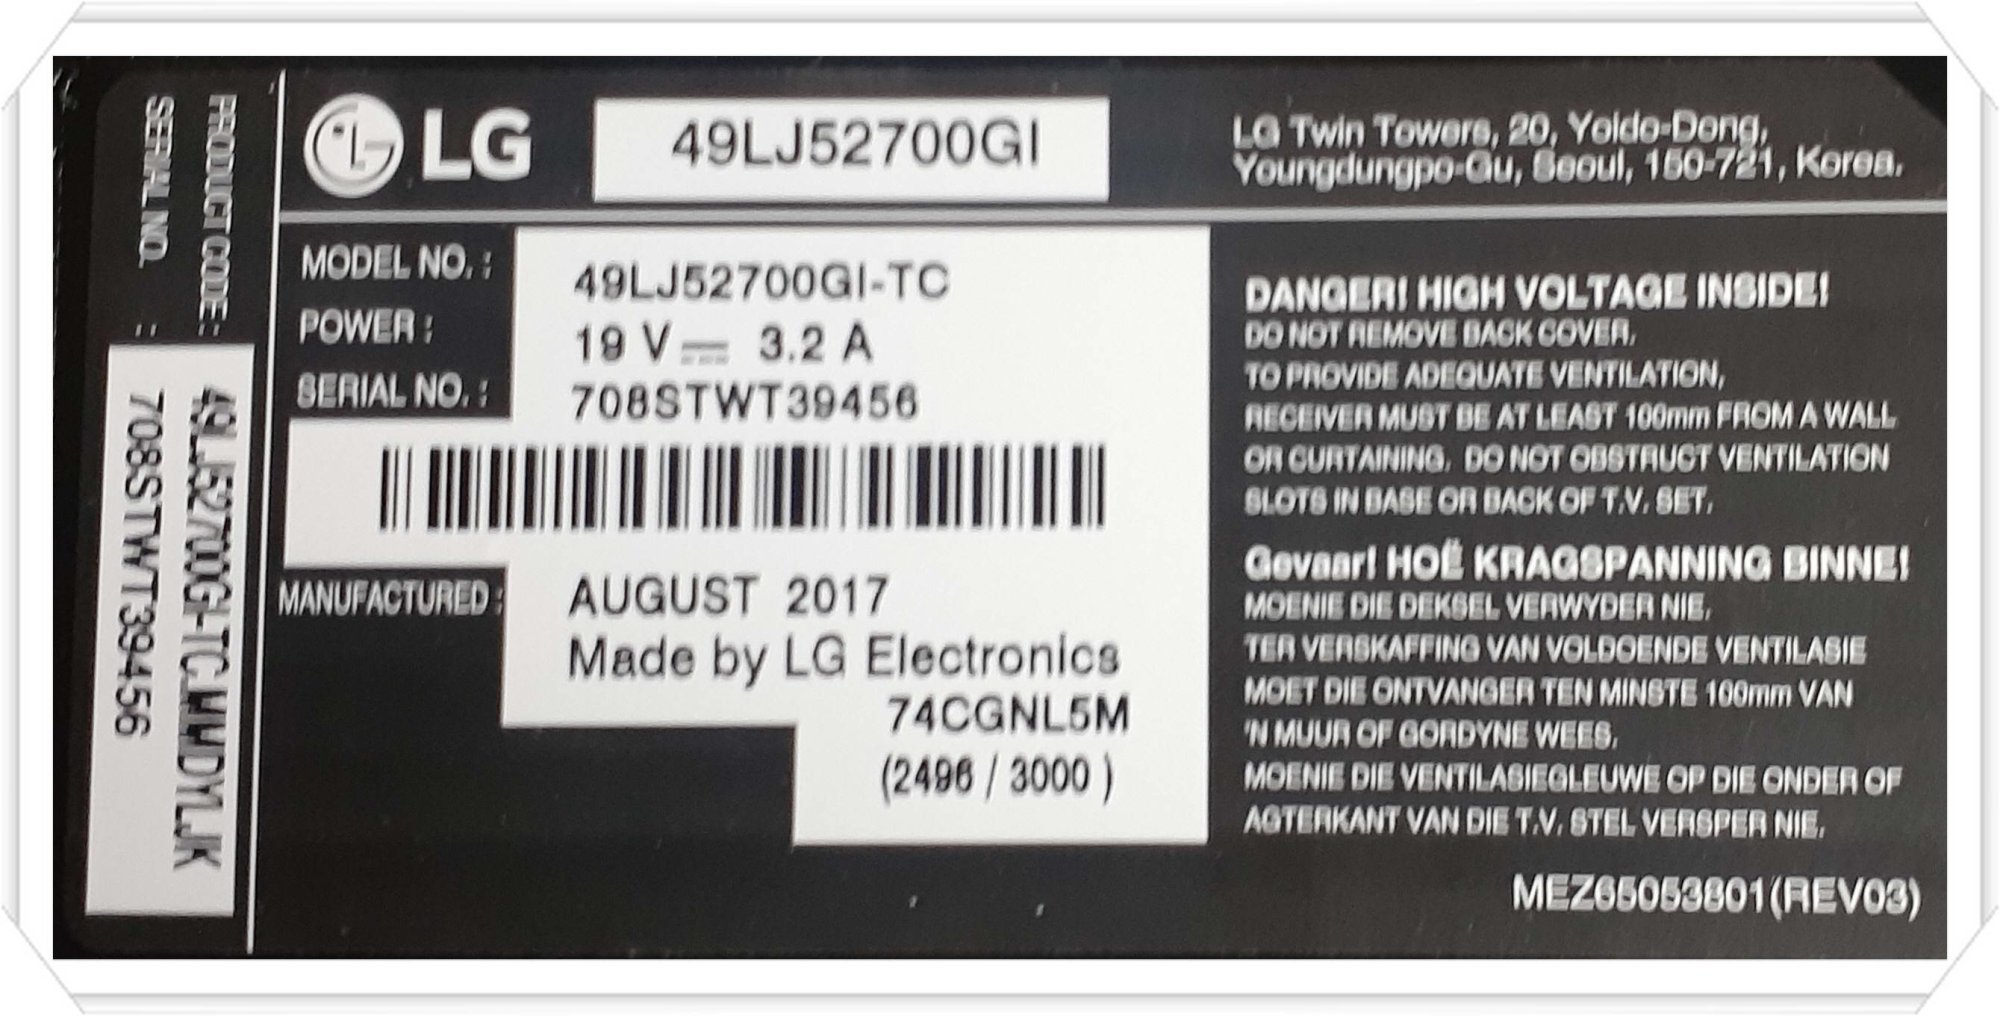 LG
49LJ52700GI
LG Twin Towers, 20, Yoido-Dong,
Youngdungpo-Gu, Seoul, 150-721, Korea.
PRODUCT CODE : 49LJ52700GI-TC.
SERIAL NO. : 708STWT39456
MODEL NO. : 49LJ52700GI-TC
POWER : 19 V ⎓ 3.2 A
SERIAL NO. : 708STWT39456
MANUFACTURED : AUGUST 2017
Made by LG Electronics
74CGNL5M
(2496 / 3000 )
DANGER! HIGH VOLTAGE INSIDE!
DO NOT REMOVE BACK COVER.
TO PROVIDE ADEQUATE VENTILATION,
RECEIVER MUST BE AT LEAST 100mm FROM A WALL
OR CURTAINING. DO NOT OBSTRUCT VENTILATION
SLOTS IN BASE OR BACK OF T.V. SET.
Gevaar! HOË KRAGSPANNING BINNE!
MOENIE DIE DEKSEL VERWYDER NIE.
TER VERSKAFFING VAN VOLDOENDE VENTILASIE
MOET DIE ONTVANGER TEN MINSTE 100mm VAN
'N MUUR OF GORDYNE WEES.
MOENIE DIE VENTILASIEGLEUWE OP DIE ONDER OF
AGTERKANT VAN DIE T.V. STEL VERSPER NIE.
MEZ65053801(REV03)